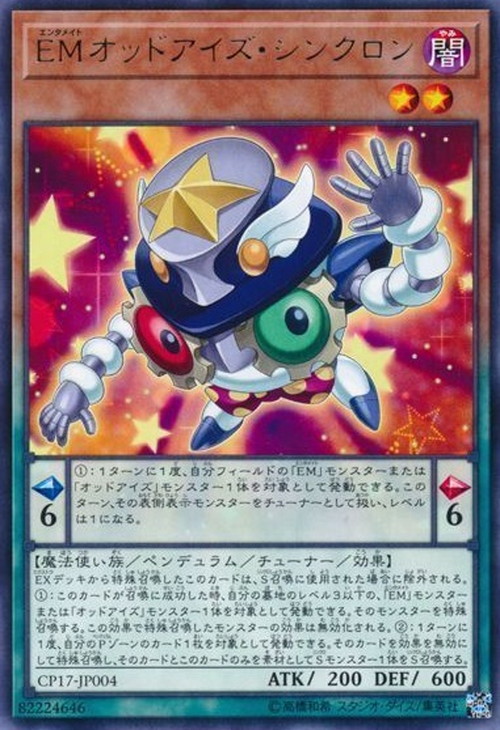 エンタメイト
EMオッドアイズ・シンクロン
やみ
闇
①:1ターンに1度、自分フィールドの「EM」モンスターまたは
「オッドアイズ」モンスター1体を対象として発動できる。この
ターン、その表側表示モンスターをチューナーとして扱い、レベル
は1になる。
6
6
【魔法使い族/ペンデュラム/チューナー/効果】
EXデッキから特殊召喚したこのカードは、S召喚に使用された場合に除外される。
①:このカードが召喚に成功した時、自分の墓地のレベル3以下の、「EM」モンスター
または「オッドアイズ」モンスター1体を対象として発動できる。そのモンスターを特殊
召喚する。この効果で特殊召喚したモンスターの効果は無効化される。②:1ターンに
1度、自分のPゾーンのカード1枚を対象として発動できる。そのカードを効果を無効に
して特殊召喚し、そのカードとこのカードのみを素材としてSモンスター1体をS召喚する。
CP17-JP004
ATK/ 200 DEF/ 600
82224646
©高橋和希 スタジオ・ダイス/集英社